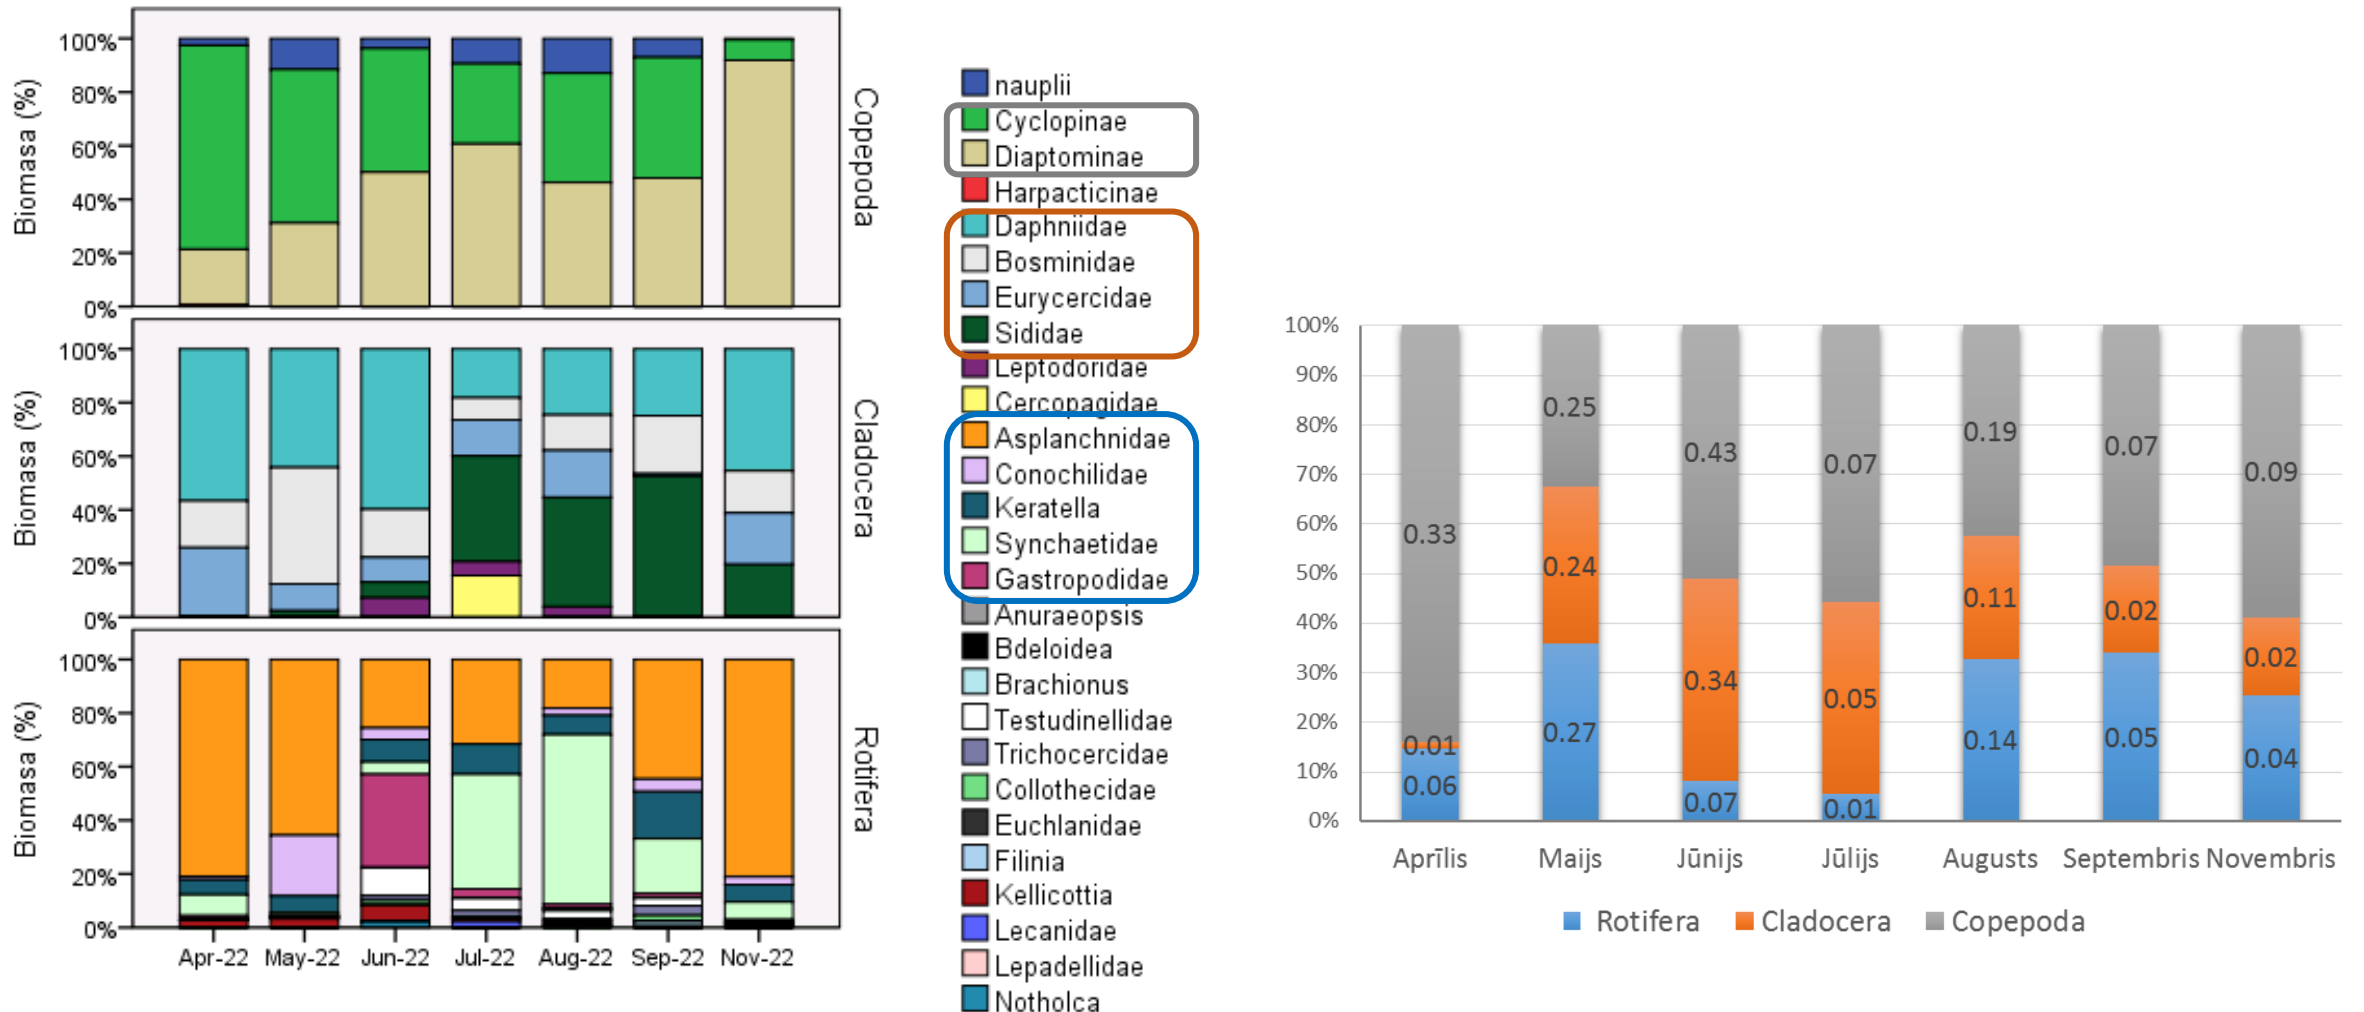 Biomasa (%)
100%
80%
60%
40%
20%
0%
Copepoda
Biomasa (%)
100%
80%
60%
40%
20%
0%
Cladocera
Biomasa (%)
100%
80%
60%
40%
20%
0%
Rotifera
Apr-22 May-22 Jun-22 Jul-22 Aug-22 Sep-22 Nov-22
nauplii
Cyclopinae
Diaptominae
Harpacticinae
Daphniidae
Bosminidae
Eurycercidae
Sididae
Leptodoridae
Cercopagidae
Asplanchnidae
Conochilidae
Keratella
Synchaetidae
Gastropodidae
Anuraeopsis
Bdeloidea
Brachionus
Testudinellidae
Trichocercidae
Collothecidae
Euchlanidae
Filinia
Kellicottia
Lecanidae
Lepadellidae
Notholca
100%
90%
80%
70%
60%
50%
40%
30%
20%
10%
0%
0.33
0.01
0.06
0.25
0.24
0.27
0.43
0.34
0.07
0.07
0.05
0.01
0.19
0.11
0.14
0.07
0.02
0.05
0.09
0.02
0.04
Aprīlis Maijs Jūnijs Jūlijs Augusts Septembris Novembris
Rotifera Cladocera Copepoda